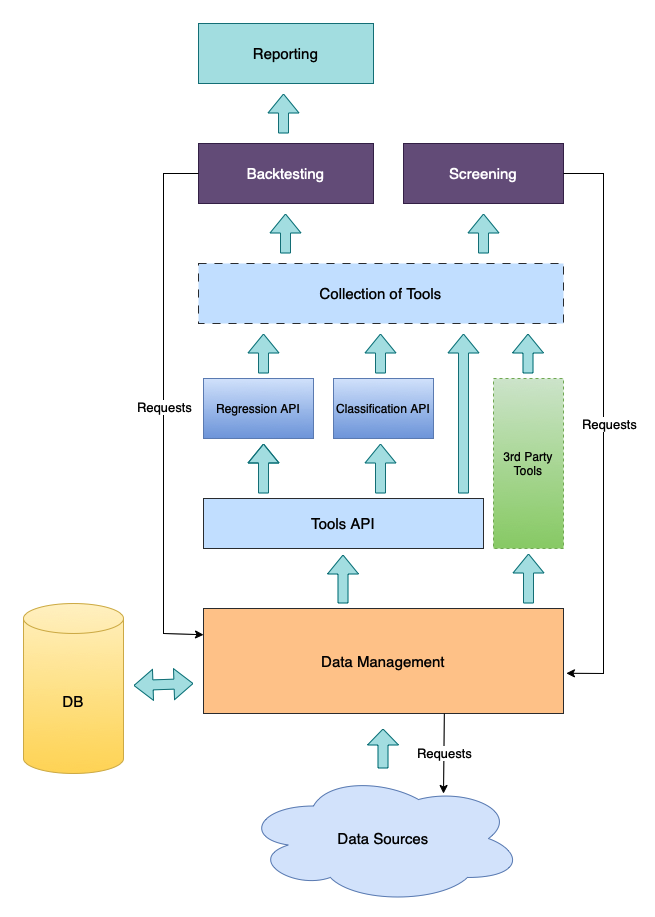 Reporting
Backtesting
Screening
Collection of Tools
Requests
Regression API
Classification API
Requests
3rd Party
Tools
Tools API
Data Management
DB
Requests
Data Sources